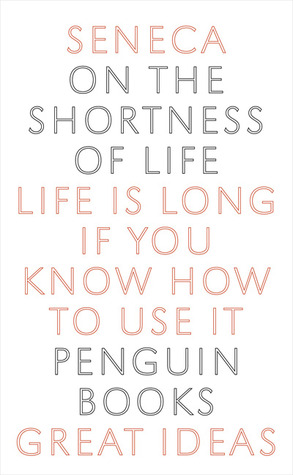 SENECA
ON THE
SHORTNESS
OF LIFE
LIFE IS LONG
IF YOU
KNOW HOW
TO USE IT
PENGUIN
BOOKS
GREAT IDEAS